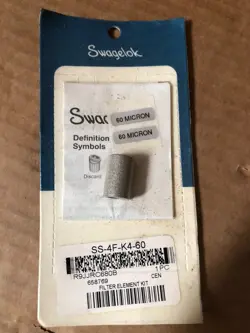 Swagelok
Swag
60 MICRON
60 MICRON
Definition
Symbols
Discard
SS-4F-K4-60
R9JJRC680B
1 PC
658769
CEN
FILTER ELEMENT KIT